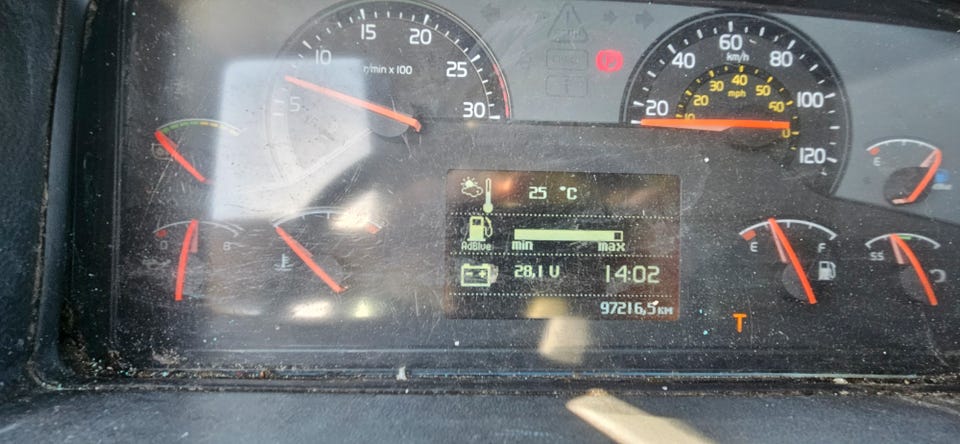 5 10 15 20 25 30
r/min x 100
20 40 60 80 100 120
km/h
10 20 30 40 50 60
mph
25 °C
AdBlue
min max
28,1 V 14:02
97216,5 KM
E
0 8
E F
T